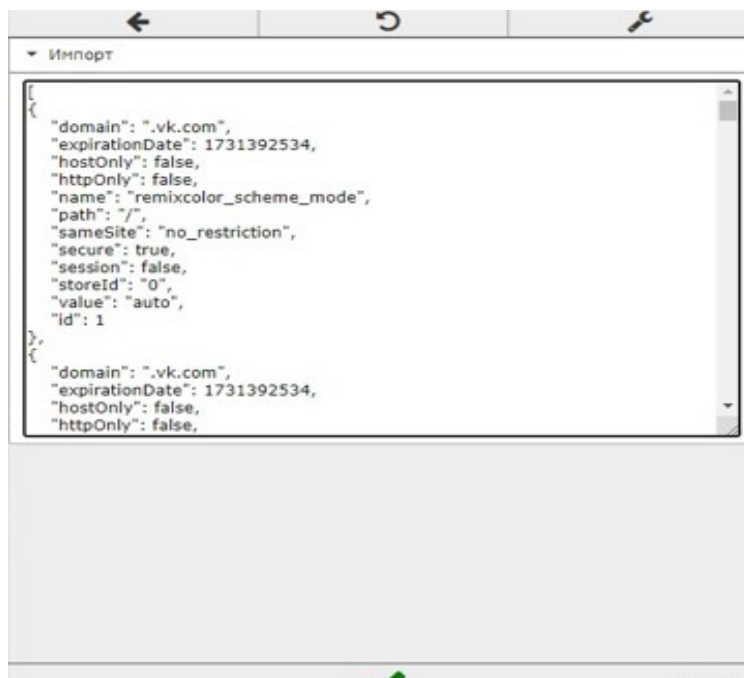 Импорт
[
{
"domain": ".vk.com",
"expirationDate": 1731392534,
"hostOnly": false,
"httpOnly": false,
"name": "remixcolor_scheme_mode",
"path": "/",
"sameSite": "no_restriction",
"secure": true,
"session": false,
"storeId": "0",
"value": "auto",
"id": 1
},
{
"domain": ".vk.com",
"expirationDate": 1731392534,
"hostOnly": false,
"httpOnly": false,